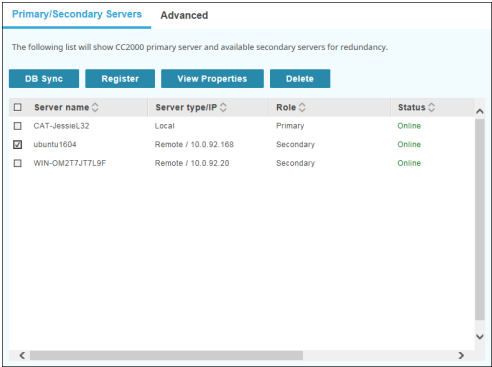 Primary/Secondary Servers Advanced
The following list will show CC2000 primary server and available secondary servers for redundancy.
DB Sync Register View Properties Delete
Server name Server type/IP Role Status
CAT-JessieL32 Local Primary Online
ubuntu1604 Remote / 10.0.92.168 Secondary Online
WIN-OM2T7JT7L9F Remote / 10.0.92.20 Secondary Online